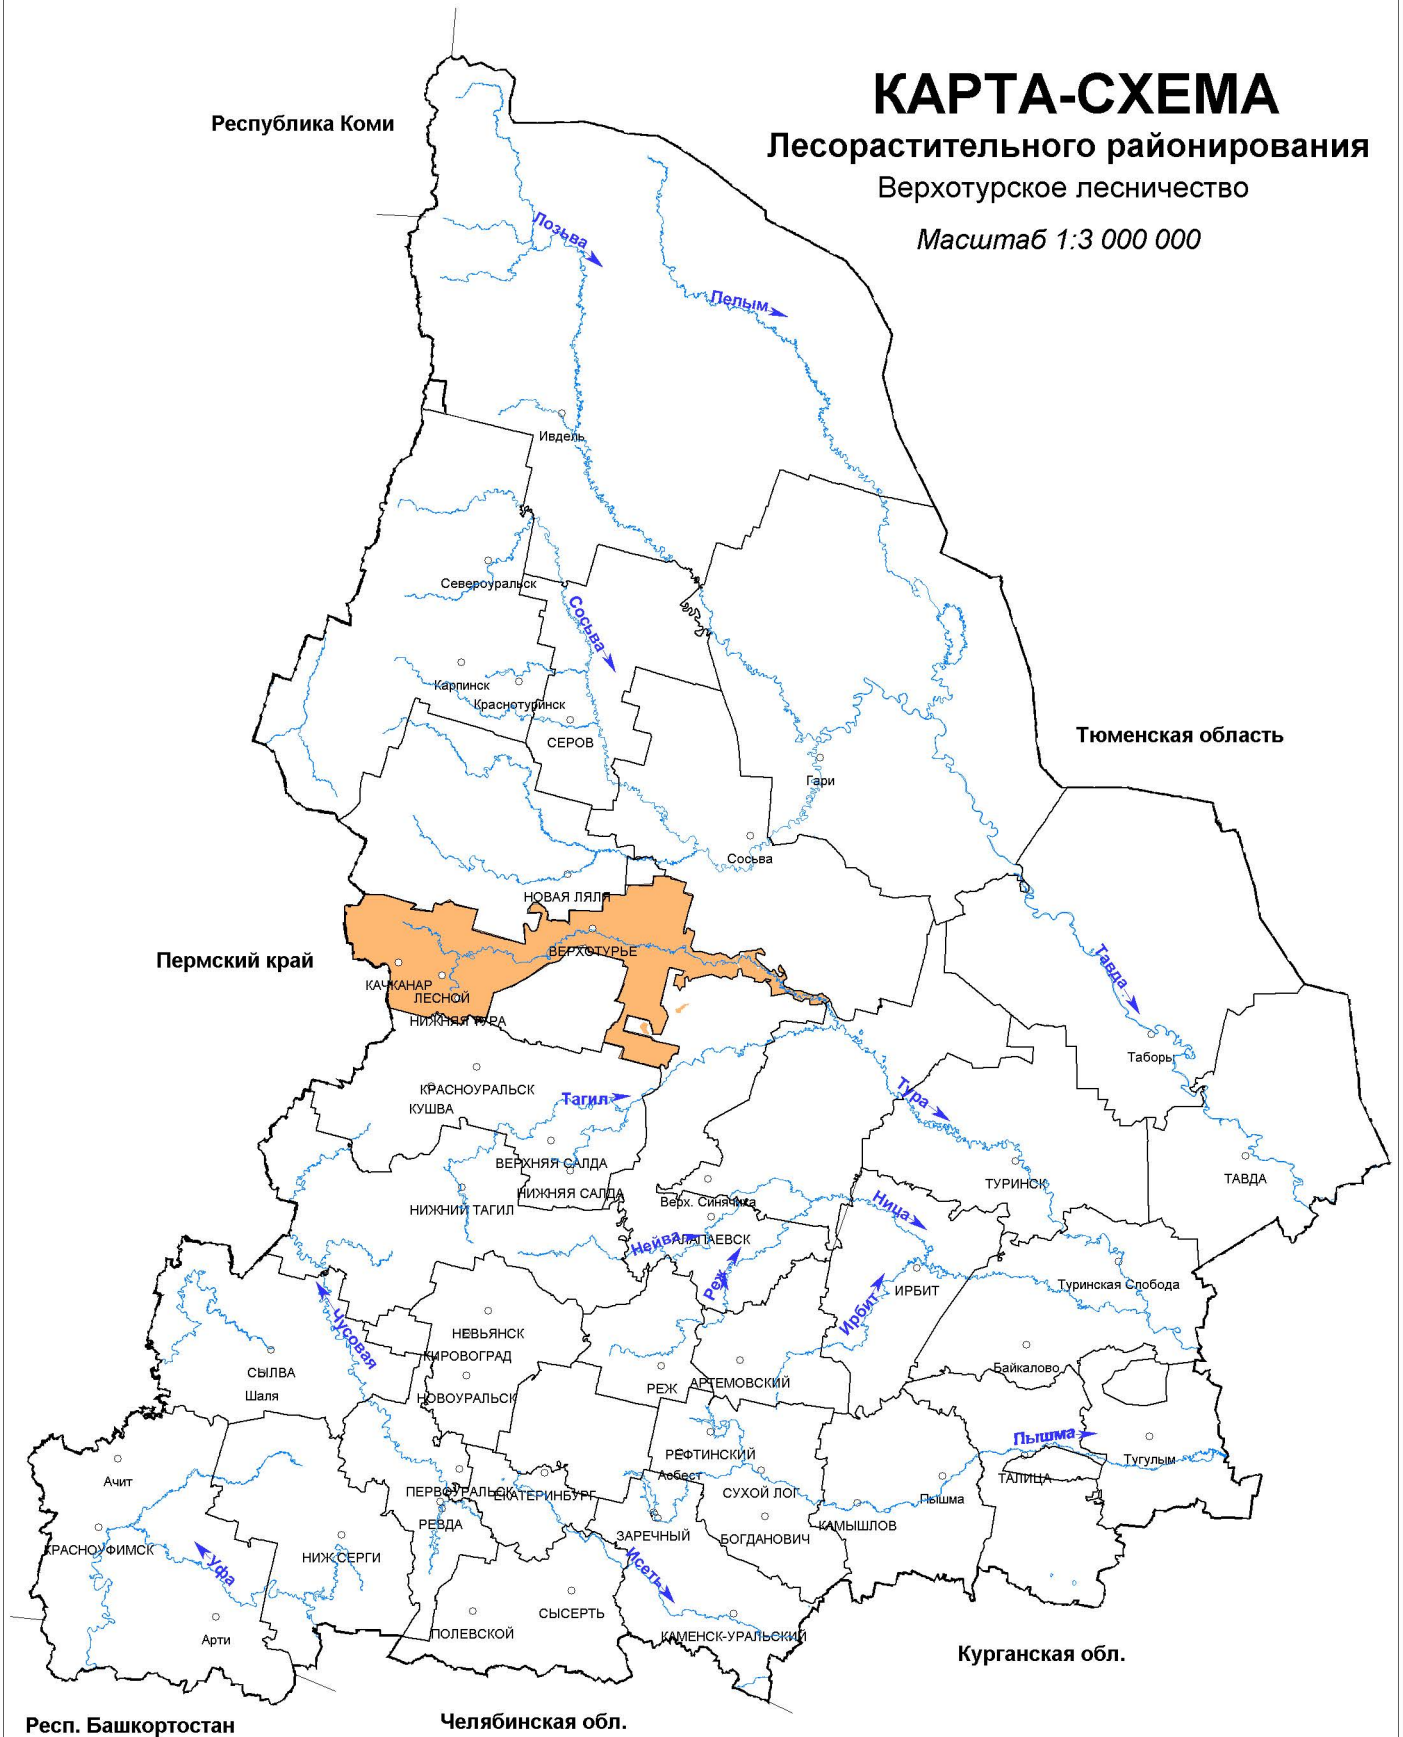 КАРТА-СХЕМА
Лесорастительного районирования
Верхотурское лесничество
Масштаб 1:3 000 000
Республика Коми
Лозьва
Пелым
Ивдель
Североуральск
Сосьва
Карпинск
Краснотурьинск
СЕРОВ
Тюменская область
Гари
Сосьва
НОВАЯ ЛЯЛЯ
ВЕРХОТУРЬЕ
Пермский край
КАЧКАНАР
ЛЕСНОЙ
НИЖНЯЯ ТУРА
Тавда
Таборы
КРАСНОУРАЛЬСК
КУШВА
Тагил
Тура
ВЕРХНЯЯ САЛДА
НИЖНЯЯ САЛДА
НИЖНИЙ ТАГИЛ
Верх. Синячиха
ТУРИНСК
ТАВДА
Ница
Нейва
АЛАПАЕВСК
Реж
Ирбит
ИРБИТ
Туринская Слобода
Чусовая
НЕВЬЯНСК
КИРОВОГРАД
Байкалово
СЫЛВА
Шаля
НОВОУРАЛЬСК
РЕЖ
АРТЕМОВСКИЙ
Пышма
РЕФТИНСКИЙ
Тугулым
Ачит
Асбест
ТАЛИЦА
ПЕРВОУРАЛЬСК
ЕКАТЕРИНБУРГ
СУХОЙ ЛОГ
Пышма
РЕВДА
ЗАРЕЧНЫЙ
БОГДАНОВИЧ
КАМЫШЛОВ
КРАСНОУФИМСК
Уфа
НИЖ.СЕРГИ
Исеть
Арти
СЫСЕРТЬ
ПОЛЕВСКОЙ
КАМЕНСК-УРАЛЬСКИЙ
Курганская обл.
Респ. Башкортостан
Челябинская обл.